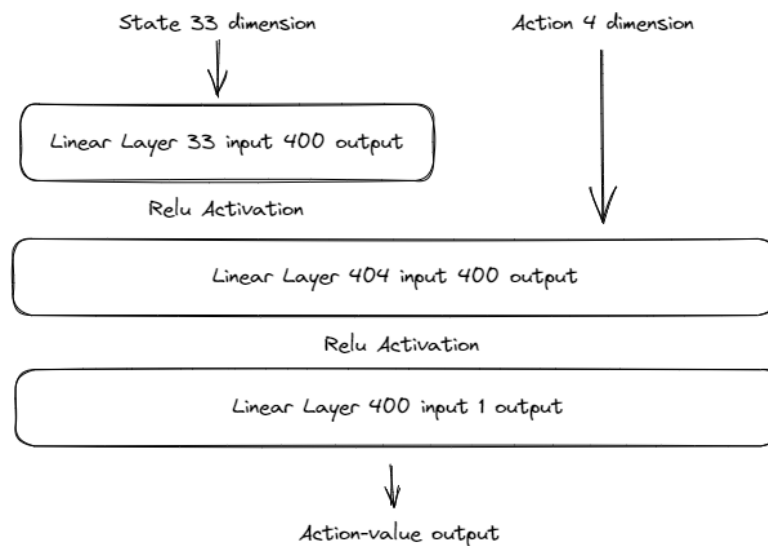 State 33 dimension
Action 4 dimension
Linear Layer 33 input 400 output
Relu Activation
Linear Layer 404 input 400 output
Relu Activation
Linear Layer 400 input 1 output
Action-value output